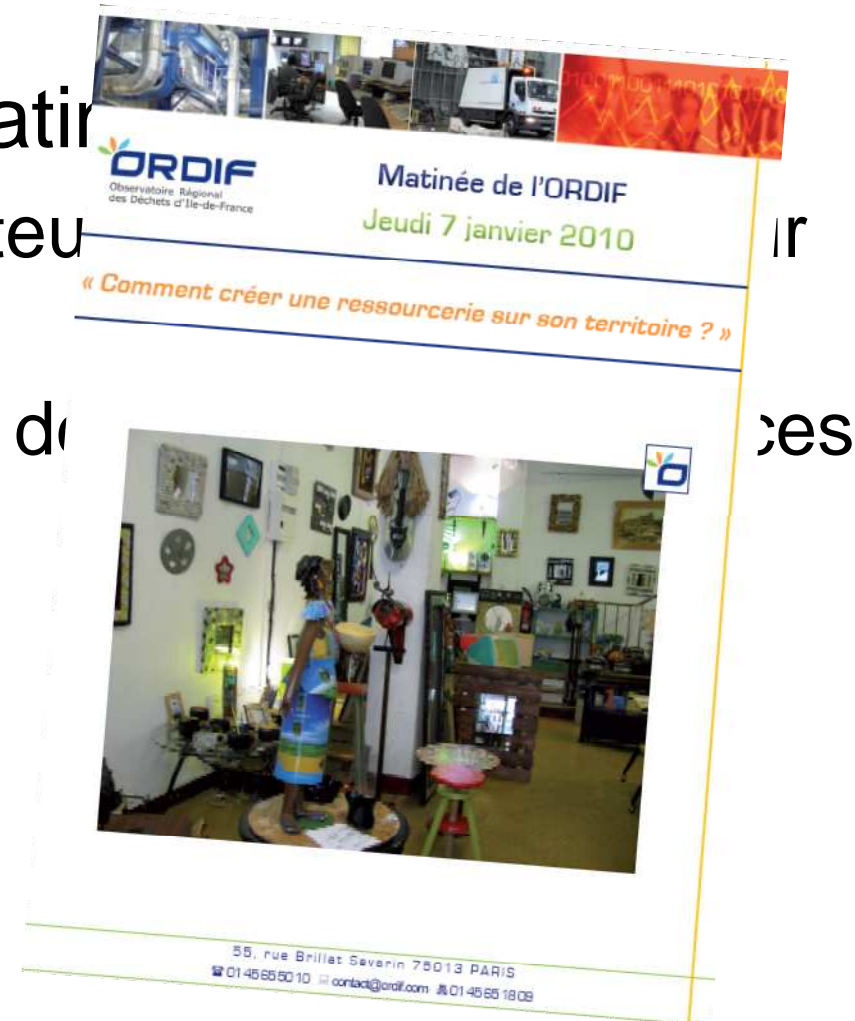 ORDIF
Observatoire Régional
des Déchets d'Ile-de-France
Matinée de l'ORDIF
Jeudi 7 janvier 2010
« Comment créer une ressourcerie sur son territoire ? »
55, rue Brillat Savarin 75013 PARIS
01 45 65 50 10 contact@ordif.com 01 45 65 18 09